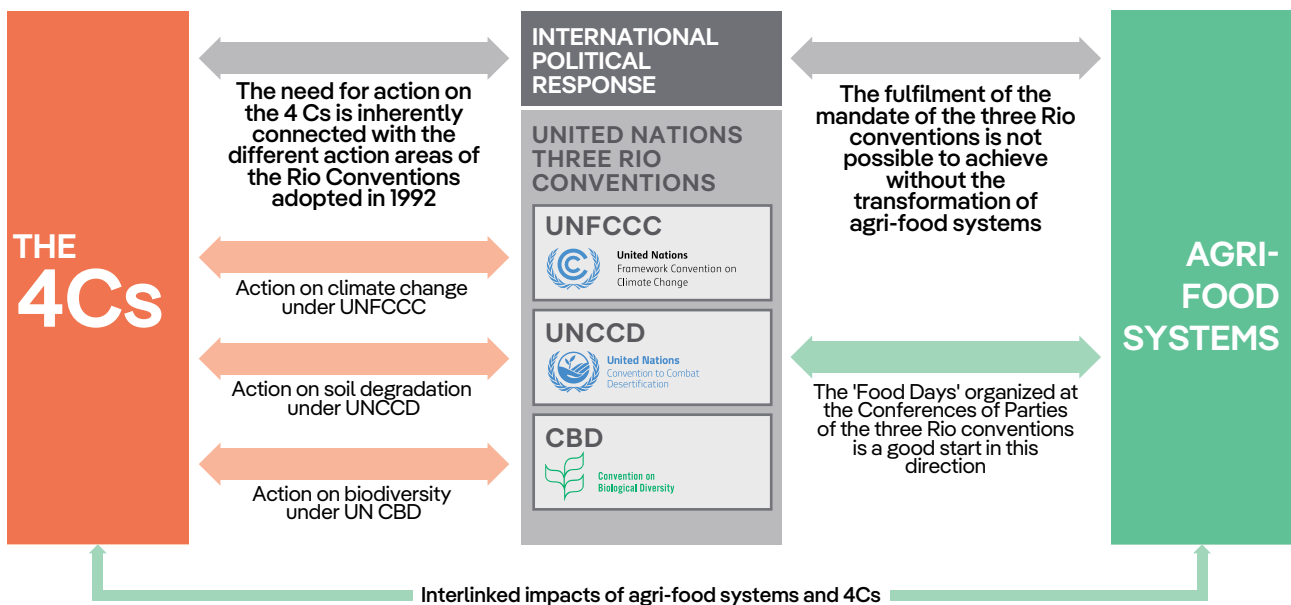 THE
4Cs
The need for action on
the 4 Cs is inherently
connected with the
different action areas of
the Rio Conventions
adopted in 1992
Action on climate change
under UNFCCC
Action on soil degradation
under UNCCD
Action on biodiversity
under UN CBD
INTERNATIONAL
POLITICAL
RESPONSE
UNITED NATIONS
THREE RIO
CONVENTIONS
UNFCCC
United Nations
Framework Convention on
Climate Change
UNCCD
United Nations
Convention to Combat
Desertification
CBD
Convention on
Biological Diversity
The fulfilment of the
mandate of the three Rio
conventions is not
possible to achieve
without the
transformation of
agri-food systems
The 'Food Days' organized at
the Conferences of Parties
of the three Rio conventions
is a good start in this
direction
AGRI-
FOOD
SYSTEMS
Interlinked impacts of agri-food systems and 4Cs